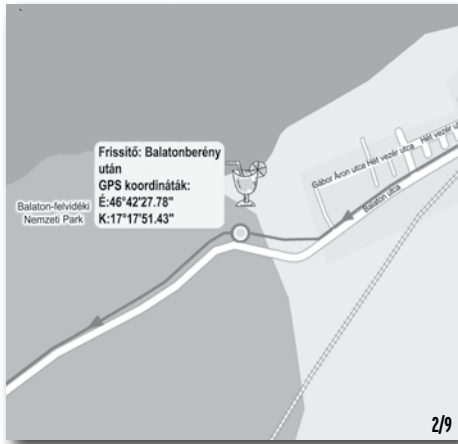 Frissítő: Balatonberény
után
GPS koordináták:
É:46°42'27.78"
K:17°17'51.43"
Balaton-felvidéki
Nemzeti Park
Gábor Áron utca
Hét vezér utca
Hét vezér u
Balaton utca
2/9